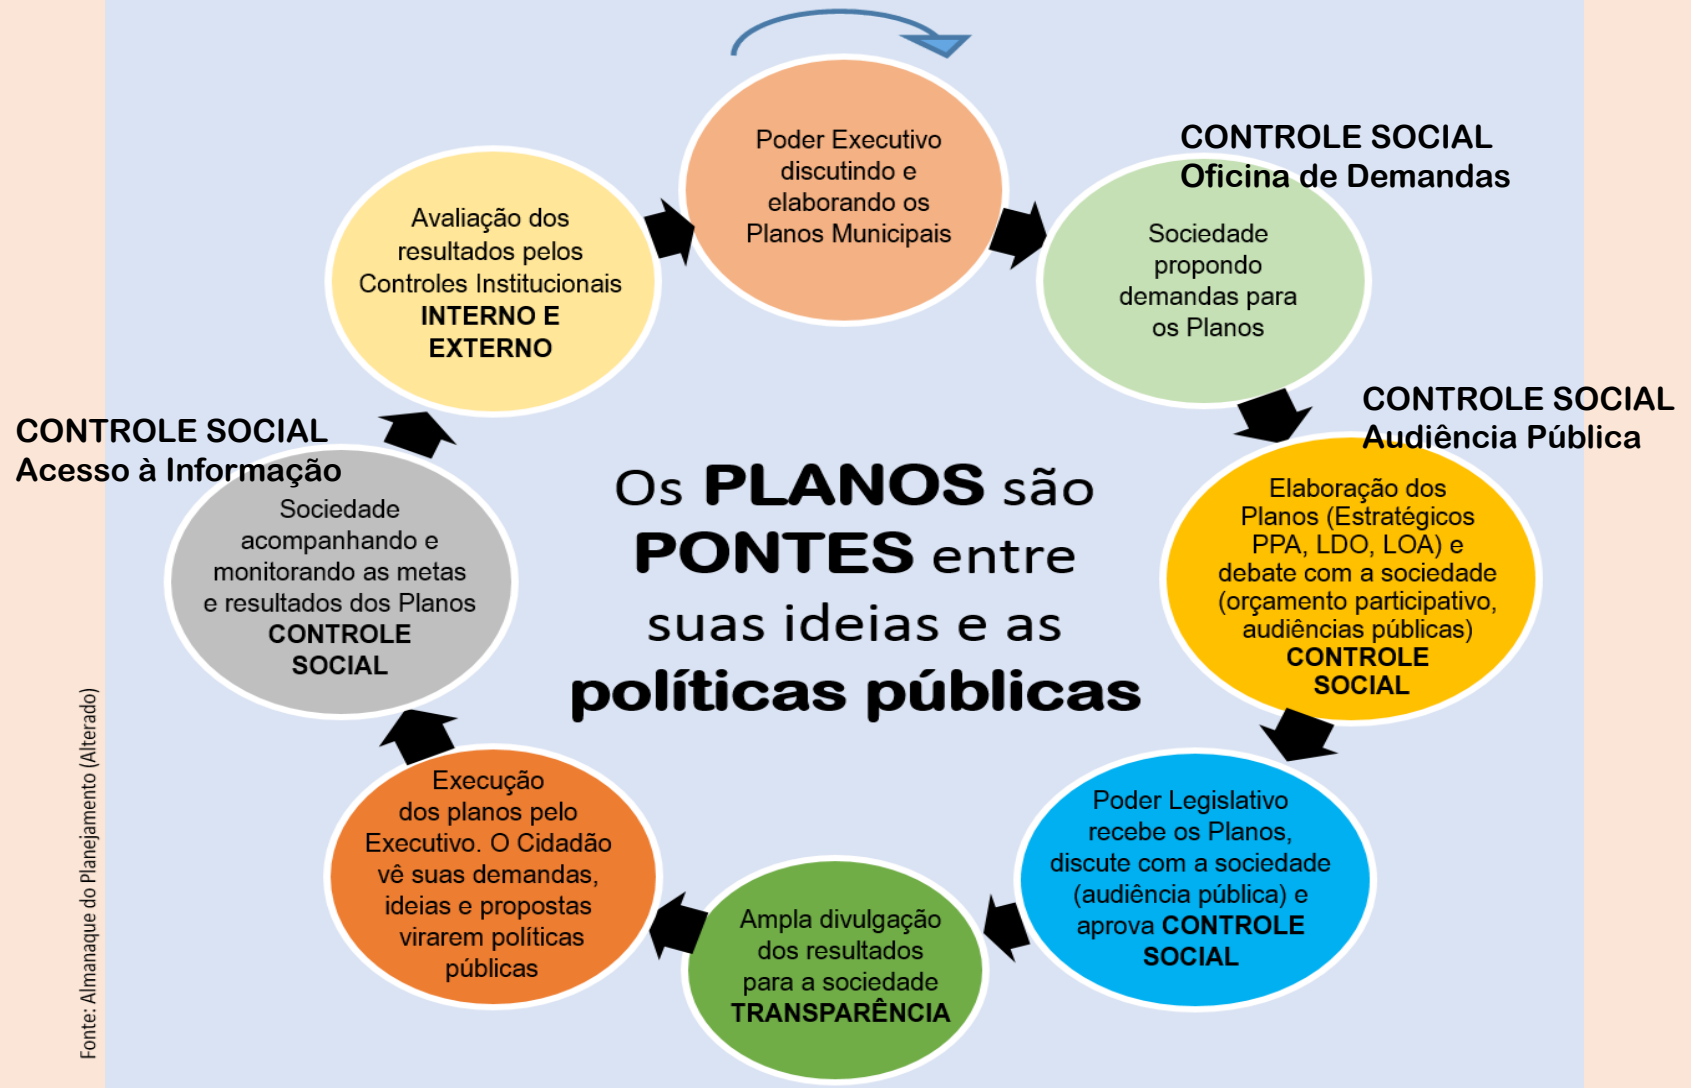 Poder Executivo
discutindo e
elaborando os
Planos Municipais
CONTROLE SOCIAL
Oficina de Demandas
Sociedade
propondo
demandas para
os Planos
CONTROLE SOCIAL
Audiência Pública
Elaboração dos
Planos (Estratégicos
PPA, LDO, LOA) e
debate com a sociedade
(orçamento participativo,
audiências públicas)
CONTROLE
SOCIAL
Poder Legislativo
recebe os Planos,
discute com a sociedade
(audiência pública) e
aprova CONTROLE
SOCIAL
Ampla divulgação
dos resultados
para a sociedade
TRANSPARÊNCIA
Execução
dos planos pelo
Executivo. O Cidadão
vê suas demandas,
ideias e propostas
virarem políticas
públicas
CONTROLE SOCIAL
Acesso à Informação
Sociedade
acompanhando e
monitorando as metas
e resultados dos Planos
CONTROLE
SOCIAL
Avaliação dos
resultados pelos
Controles Institucionais
INTERNO E
EXTERNO
Os PLANOS são
PONTES entre
suas ideias e as
políticas públicas
Fonte: Almanaque do Planejamento (Alterado)